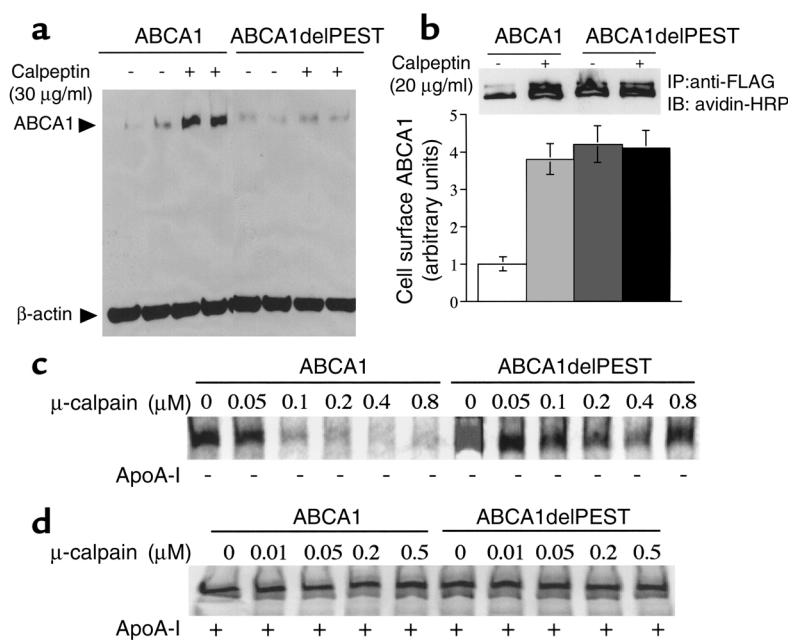 a
ABCA1 ABCA1delPEST
Calpeptin - - + + - - + +
(30 μg/ml)
ABCA1
β-actin
b
ABCA1 ABCA1delPEST
Calpeptin - + - +
(20 μg/ml)
IP:anti-FLAG
IB: avidin-HRP
Cell surface ABCA1
(arbitrary units)
5
4
3
2
1
0
c
ABCA1 ABCA1delPEST
μ-calpain (μM) 0 0.05 0.1 0.2 0.4 0.8 0 0.05 0.1 0.2 0.4 0.8
ApoA-I - - - - - - - - - - - -
d
ABCA1 ABCA1delPEST
μ-calpain (μM) 0 0.01 0.05 0.2 0.5 0 0.01 0.05 0.2 0.5
ApoA-I + + + + + + + + + +